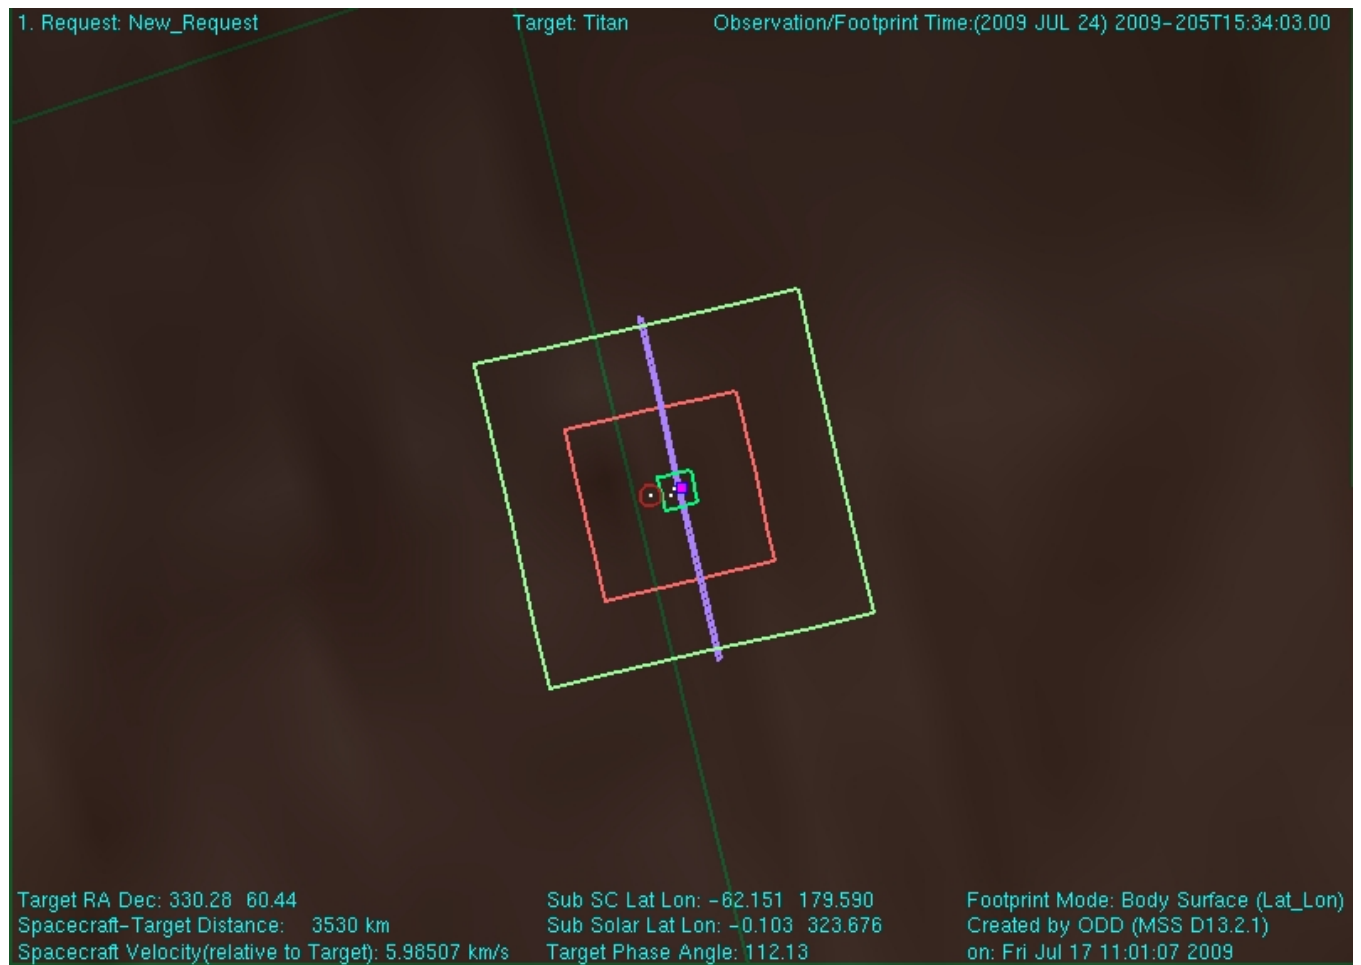 1. Request: New_Request Target: Titan Observation/Footprint Time:(2009 JUL 24) 2009-205T15:34:03.00
Target RA Dec: 330.28 60.44 Sub SC Lat Lon: -62.151 179.590 Footprint Mode: Body Surface (Lat_Lon)
Spacecraft-Target Distance: 3530 km Sub Solar Lat Lon: -0.103 323.676 Created by ODD (MSS D13.2.1)
Spacecraft Velocity(relative to Target): 5.98507 km/s Target Phase Angle: 112.13 on: Fri Jul 17 11:01:07 2009